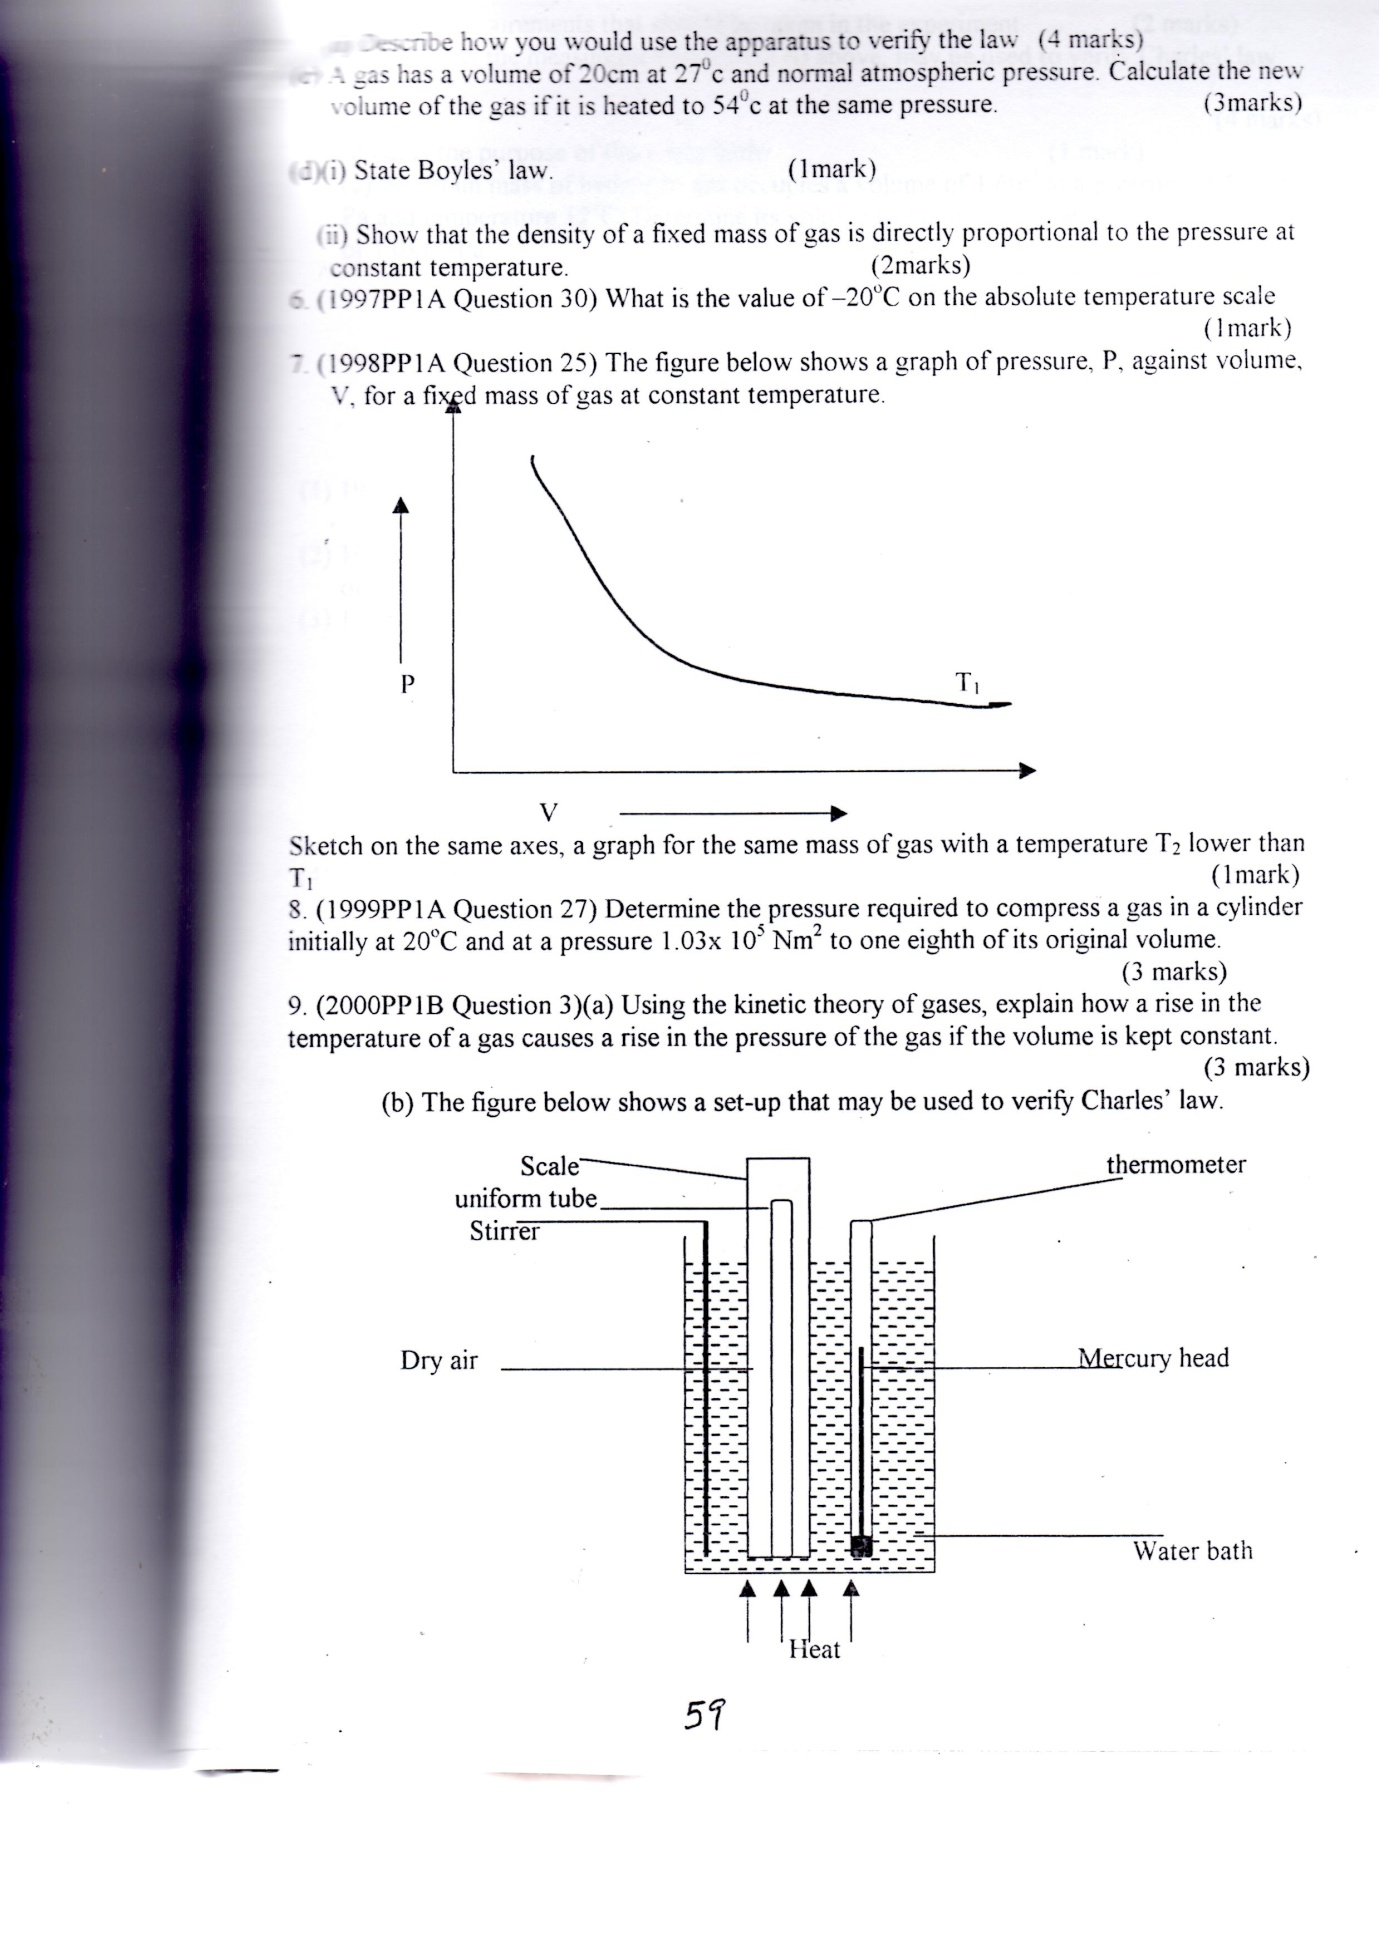 Describe how you would use the apparatus to verify the law (4 marks)
(c) A gas has a volume of 20cm at 27⁰c and normal atmospheric pressure. Calculate the new
volume of the gas if it is heated to 54⁰c at the same pressure. (3marks)
(d)(i) State Boyles’ law. (1mark)
(ii) Show that the density of a fixed mass of gas is directly proportional to the pressure at
constant temperature. (2marks)
6. (1997PP1A Question 30) What is the value of –20⁰C on the absolute temperature scale
(1mark)
7. (1998PP1A Question 25) The figure below shows a graph of pressure, P, against volume,
V, for a fixed mass of gas at constant temperature.
P
T₁
V
Sketch on the same axes, a graph for the same mass of gas with a temperature T₂ lower than
T₁ (1mark)
8. (1999PP1A Question 27) Determine the pressure required to compress a gas in a cylinder
initially at 20⁰C and at a pressure 1.03x 10⁵ Nm² to one eighth of its original volume.
(3 marks)
9. (2000PP1B Question 3)(a) Using the kinetic theory of gases, explain how a rise in the
temperature of a gas causes a rise in the pressure of the gas if the volume is kept constant.
(3 marks)
(b) The figure below shows a set-up that may be used to verify Charles’ law.
Scale thermometer
uniform tube
Stirrer
Dry air Mercury head
Water bath
Heat
59